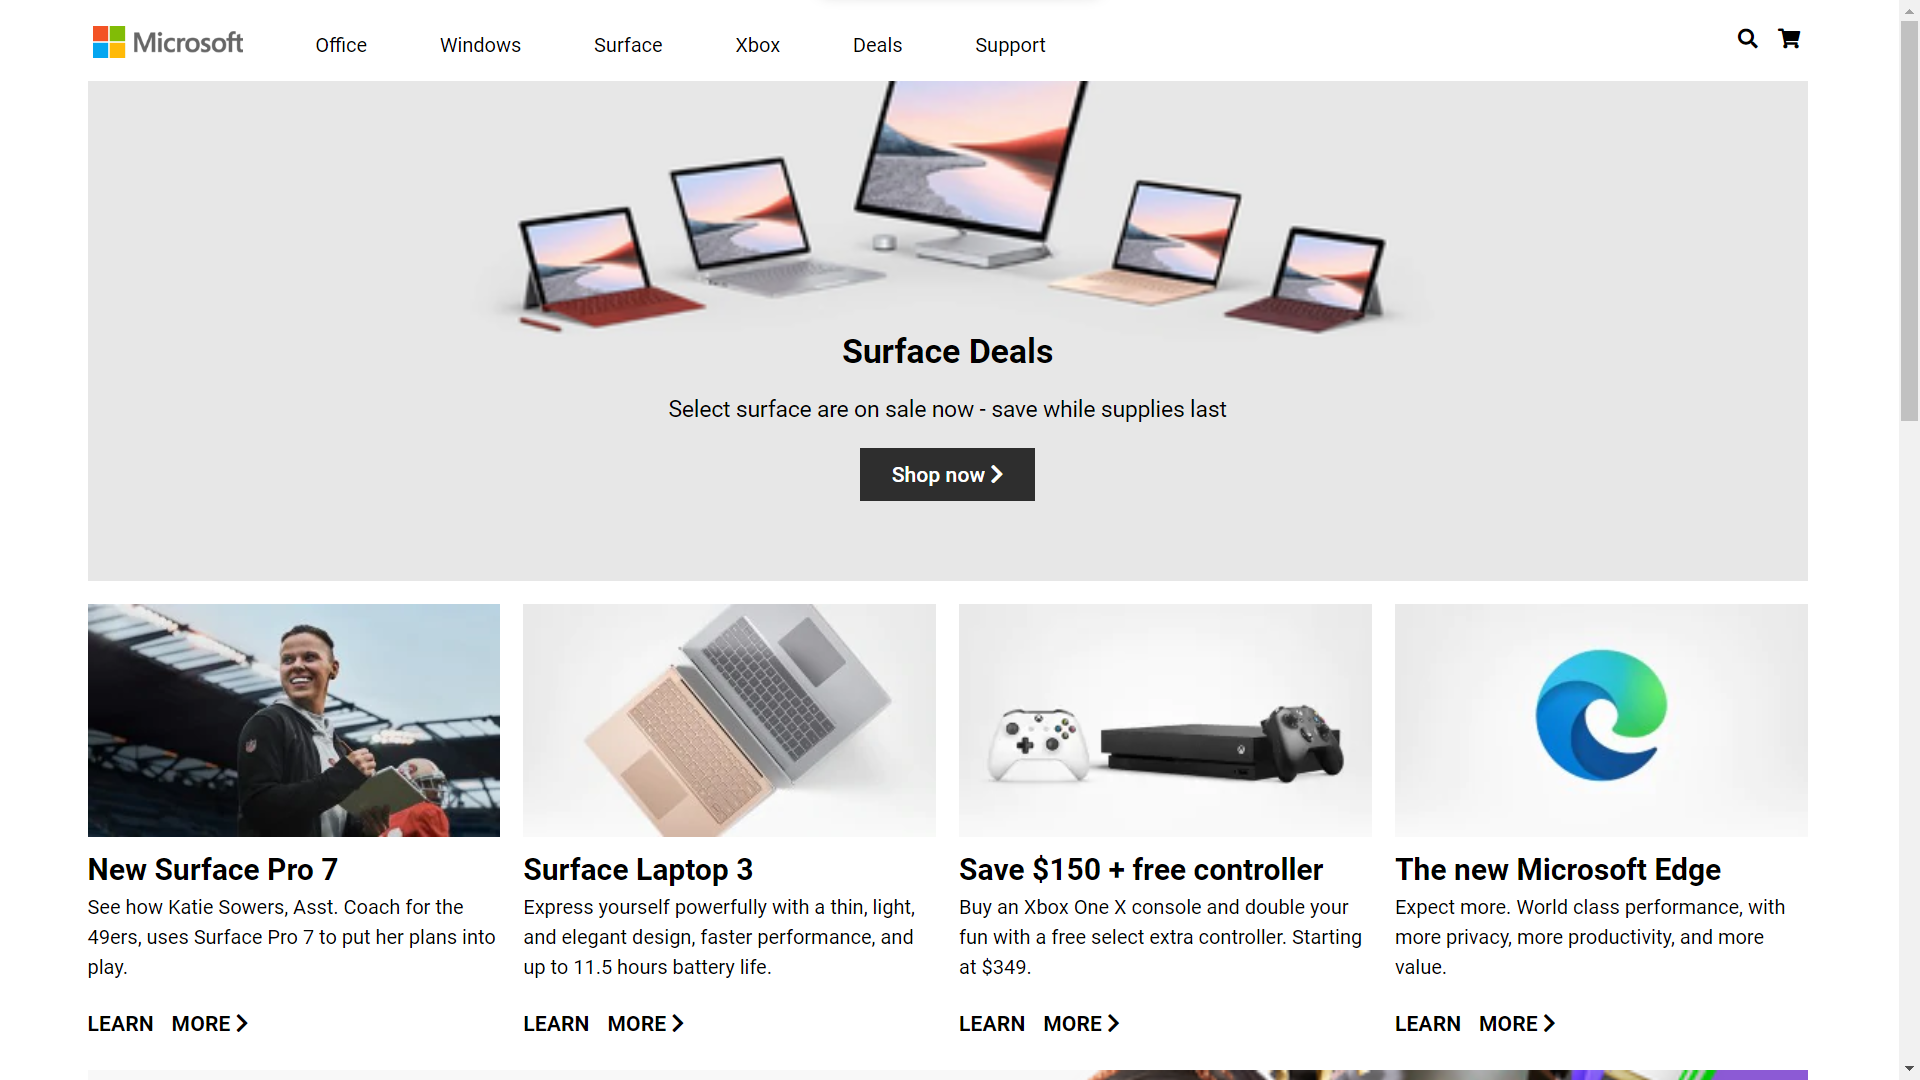 Microsoft
Office
Windows
Surface
Xbox
Deals
Support
Surface Deals
Select surface are on sale now - save while supplies last
Shop now
New Surface Pro 7
See how Katie Sowers, Asst. Coach for the
49ers, uses Surface Pro 7 to put her plans into
play.
LEARN MORE
Surface Laptop 3
Express yourself powerfully with a thin, light,
and elegant design, faster performance, and
up to 11.5 hours battery life.
LEARN MORE
Save $150 + free controller
Buy an Xbox One X console and double your
fun with a free select extra controller. Starting
at $349.
LEARN MORE
The new Microsoft Edge
Expect more. World class performance, with
more privacy, more productivity, and more
value.
LEARN MORE